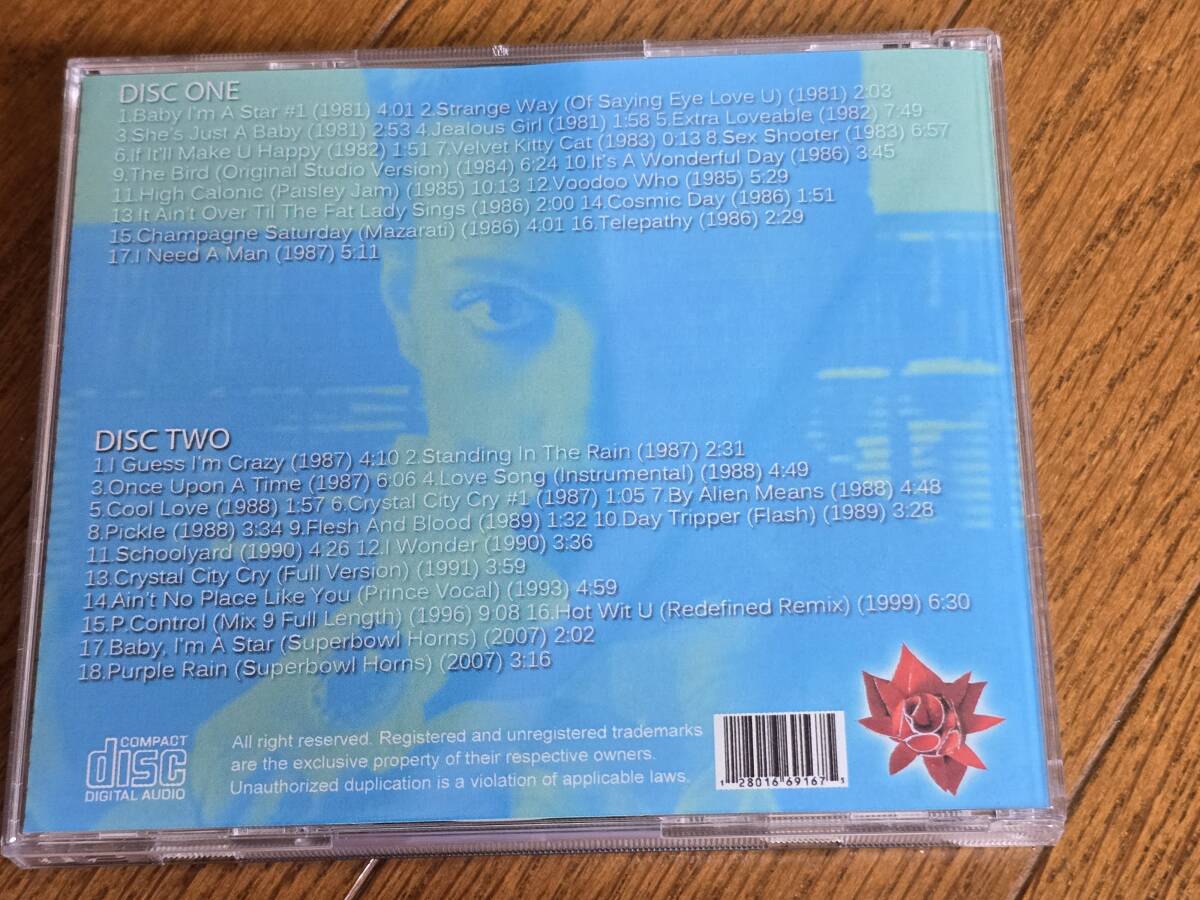 DISC ONE
1.Baby I'm A Star #1 (1981) 4:01 2.Strange Way (Of Saying Eye Love U) (1981) 2:03
3.She's Just A Baby (1981) 2:53 4.Jealous Girl (1981) 1:58 5.Extra Loveable (1982) 7:49
6.If It'll Make U Happy (1982) 1:51 7.Velvet Kitty Cat (1983) 0:13 8.Sex Shooter (1983) 6:57
9.The Bird (Original Studio Version) (1984) 6:24 10.It's A Wonderful Day (1986) 3:45
11.High Calonic (Paisley Jam) (1985) 10:13 12.Voodoo Who (1985) 5:29
13 It Ain't Over Til The Fat Lady Sings (1986) 2:00 14 Cosmic Day (1986) 1:51
15.Champagne Saturday (Mazarati) (1986) 4:01 16.Telepathy (1986) 2:29
17.I Need A Man (1987) 5:11
DISC TWO
1.I Guess I'm Crazy (1987) 4:10 2.Standing In The Rain (1987) 2:31
3.Once Upon A Time (1987) 6:06 4.Love Song (Instrumental) (1988) 4:49
5.Cool Love (1988) 1:57 6.Crystal City Cry #1 (1987) 1:05 7.By Alien Means (1988) 4:48
8.Pickle (1988) 3:34 9.Flesh And Blood (1989) 1:32 10.Day Tripper (Flash) (1989) 3:28
11.Schoolyard (1990) 4.26 12.I Wonder (1990) 3:36
13.Crystal City Cry (Full Version) (1991) 3:59
14.Ain't No Place Like You (Prince Vocal) (1993) 4:59
15.P.Control (Mix 9 Full Length) (1996) 9:08 16.Hot Wit U (Redefined Remix) (1999) 6:30
17.Baby, I'm A Star (Superbowl Horns) (2007) 2:02
18.Purple Rain (Superbowl Horns) (2007) 3:16
COMPACT
disc
DIGITAL AUDIO
All right reserved. Registered and unregistered trademarks
are the exclusive property of their respective owners.
Unauthorized duplication is a violation of applicable laws.
1 28016 69167 1